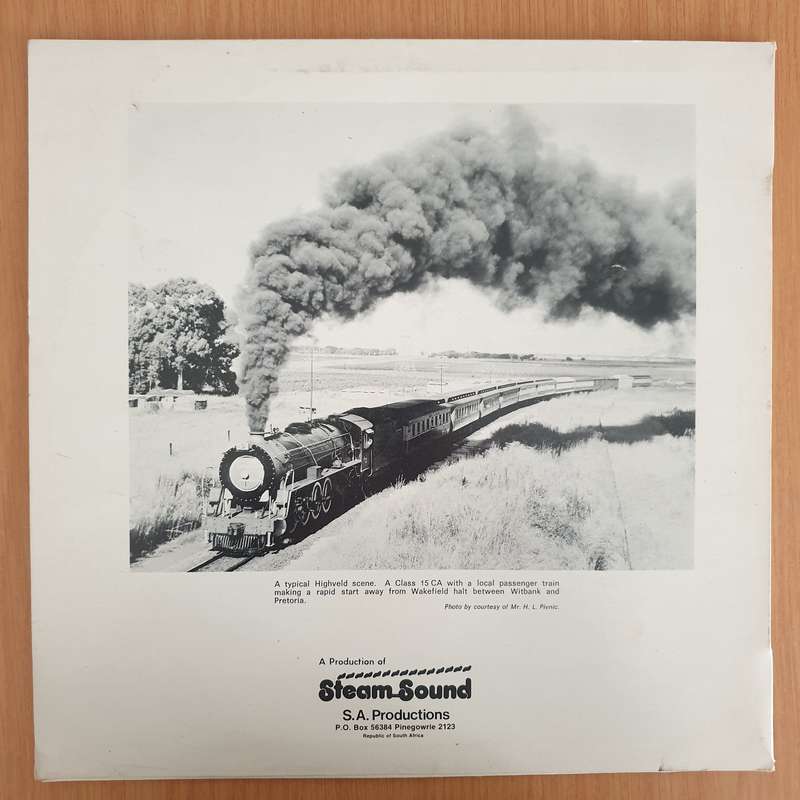 A typical Highveld scene. A Class 15 CA with a local passenger train
making a rapid start away from Wakefield halt between Witbank and
Pretoria.
Photo by courtesy of Mr. H. L. Pivnic.
A Production of
Steam Sound
S.A. Productions
P.O. Box 56384 Pinegowrie 2123
Republic of South Africa